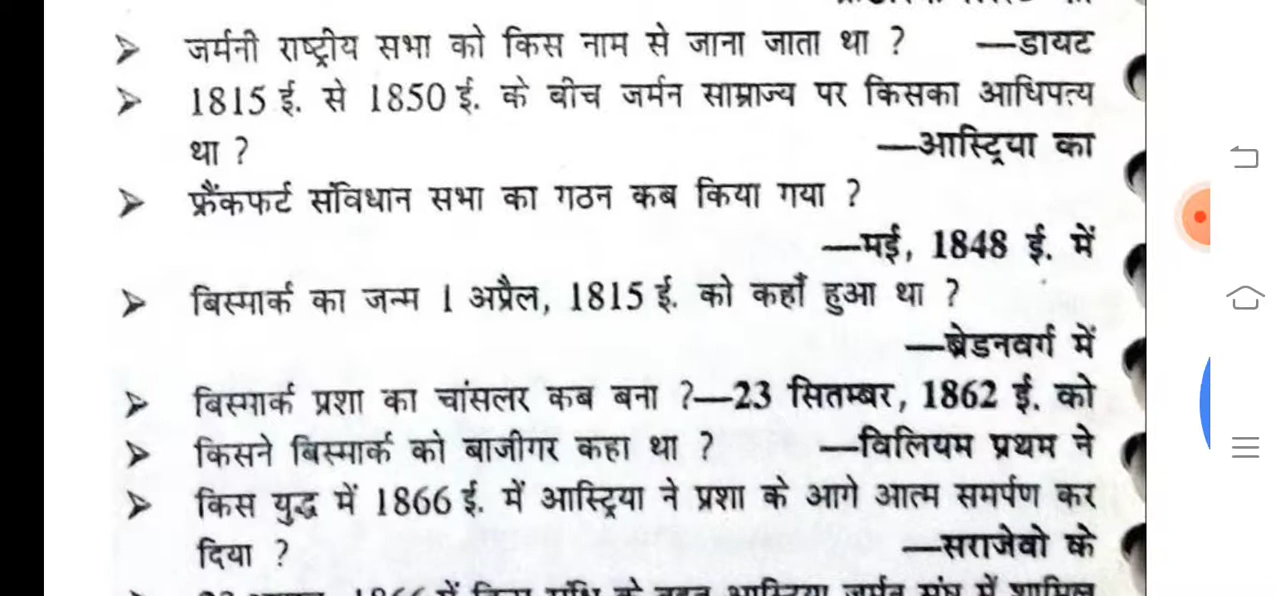 ➤ जर्मनी राष्ट्रीय सभा को किस नाम से जाना जाता था ? —डायट
➤ 1815 ई. से 1850 ई. के बीच जर्मन साम्राज्य पर किसका आधिपत्य
था ? —आस्ट्रिया का
➤ फ्रैंकफर्ट संविधान सभा का गठन कब किया गया ?
—मई, 1848 ई. में
➤ बिस्मार्क का जन्म 1 अप्रैल, 1815 ई. को कहाँ हुआ था ?
—ब्रेडनवर्ग में
➤ बिस्मार्क प्रशा का चांसलर कब बना ?—23 सितम्बर, 1862 ई. को
➤ किसने बिस्मार्क को बाजीगर कहा था ? —विलियम प्रथम ने
➤ किस युद्ध में 1866 ई. में आस्ट्रिया ने प्रशा के आगे आत्म समर्पण कर
दिया ? —सराजेवो के